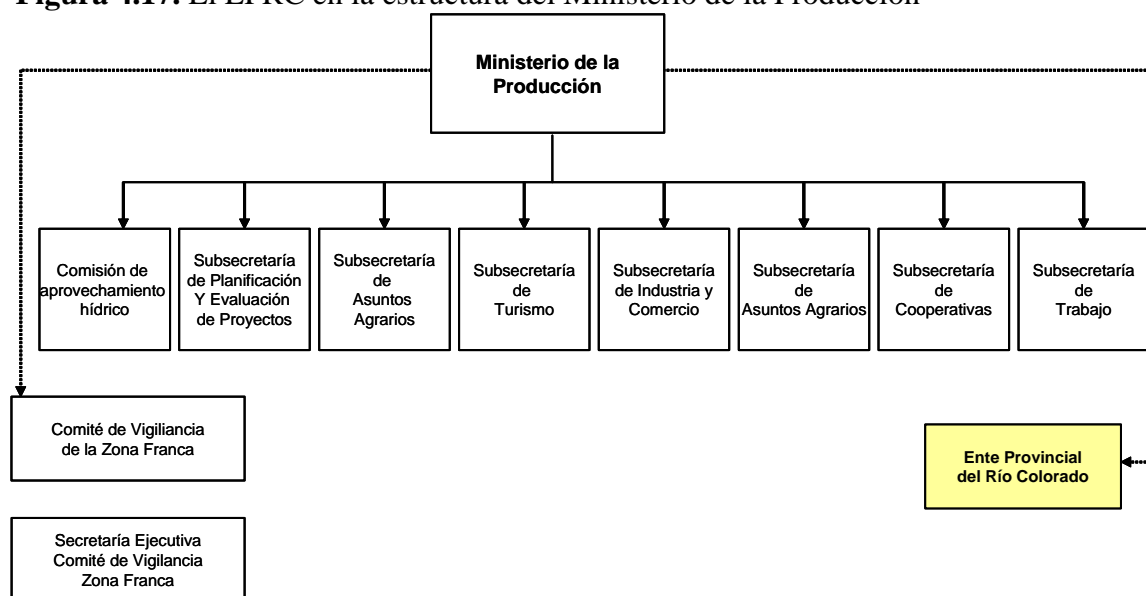 Figura 4.17. El EPRC en la estructura del Ministerio de la Producción
Ministerio de la
Producción
Comisión de
aprovechamiento
hídrico
Subsecretaría
de Planificación
Y Evaluación
de Proyectos
Subsecretaría
de
Asuntos
Agrarios
Subsecretaría
de
Turismo
Subsecretaría
de Industria y
Comercio
Subsecretaría
de
Asuntos Agrarios
Subsecretaría
de
Cooperativas
Subsecretaría
de
Trabajo
Comité de Vigiliancia
de la Zona Franca
Ente Provincial
del Río Colorado
Secretaría Ejecutiva
Comité de Vigilancia
Zona Franca